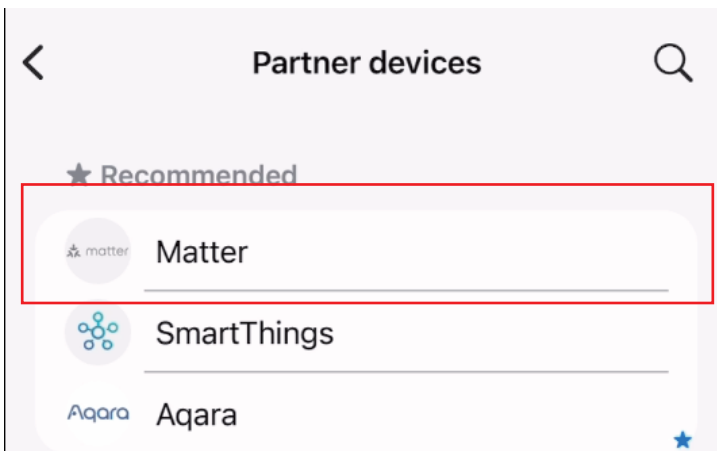 Partner devices
Recommended
matter Matter
SmartThings
Aqara Aqara